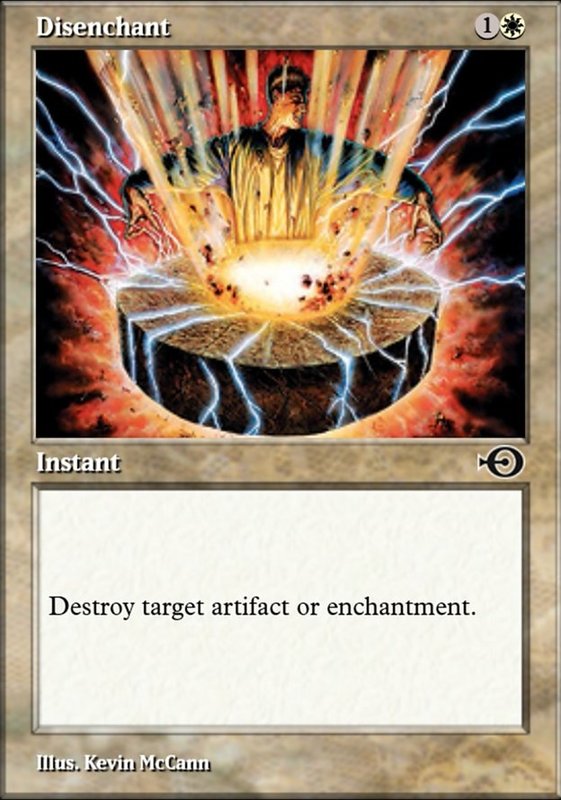 Disenchant 1
Instant
Destroy target artifact or enchantment.
Illus. Kevin McCann